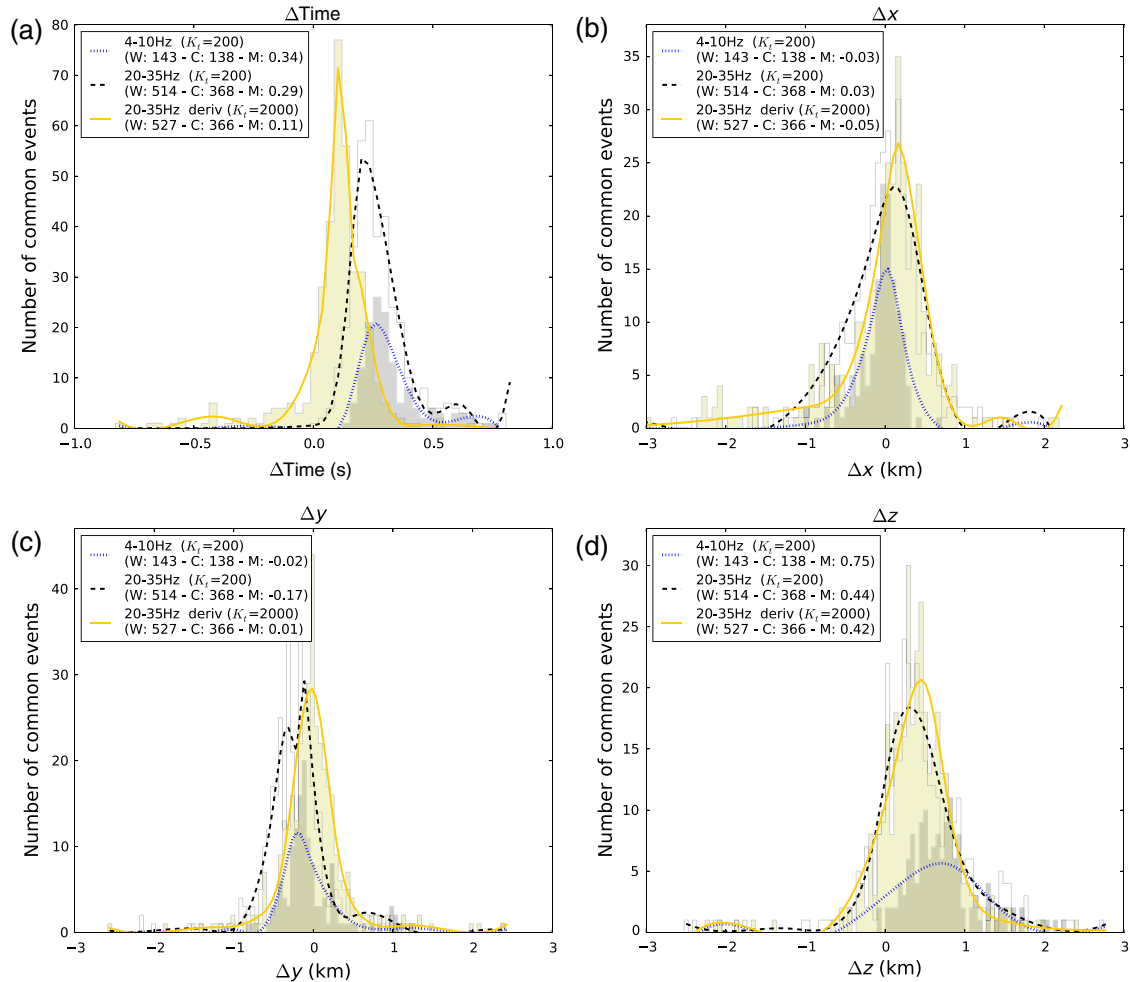 (a)
ΔTime
4-10Hz (K_t=200)
(W: 143 - C: 138 - M: 0.34)
20-35Hz (K_t=200)
(W: 514 - C: 368 - M: 0.29)
20-35Hz deriv (K_t=2000)
(W: 527 - C: 366 - M: 0.11)
Number of common events
80
70
60
50
40
30
20
10
0
−1.0 −0.5 0.0 0.5 1.0
ΔTime (s)
(b)
Δx
4-10Hz (K_t=200)
(W: 143 - C: 138 - M: -0.03)
20-35Hz (K_t=200)
(W: 514 - C: 368 - M: 0.03)
20-35Hz deriv (K_t=2000)
(W: 527 - C: 366 - M: -0.05)
Number of common events
35
30
25
20
15
10
5
0
−3 −2 −1 0 1 2 3
Δx (km)
(c)
Δy
4-10Hz (K_t=200)
(W: 143 - C: 138 - M: -0.02)
20-35Hz (K_t=200)
(W: 514 - C: 368 - M: -0.17)
20-35Hz deriv (K_t=2000)
(W: 527 - C: 366 - M: 0.01)
Number of common events
40
30
20
10
0
−3 −2 −1 0 1 2 3
Δy (km)
(d)
Δz
4-10Hz (K_t=200)
(W: 143 - C: 138 - M: 0.75)
20-35Hz (K_t=200)
(W: 514 - C: 368 - M: 0.44)
20-35Hz deriv (K_t=2000)
(W: 527 - C: 366 - M: 0.42)
Number of common events
30
25
20
15
10
5
0
−3 −2 −1 0 1 2 3
Δz (km)